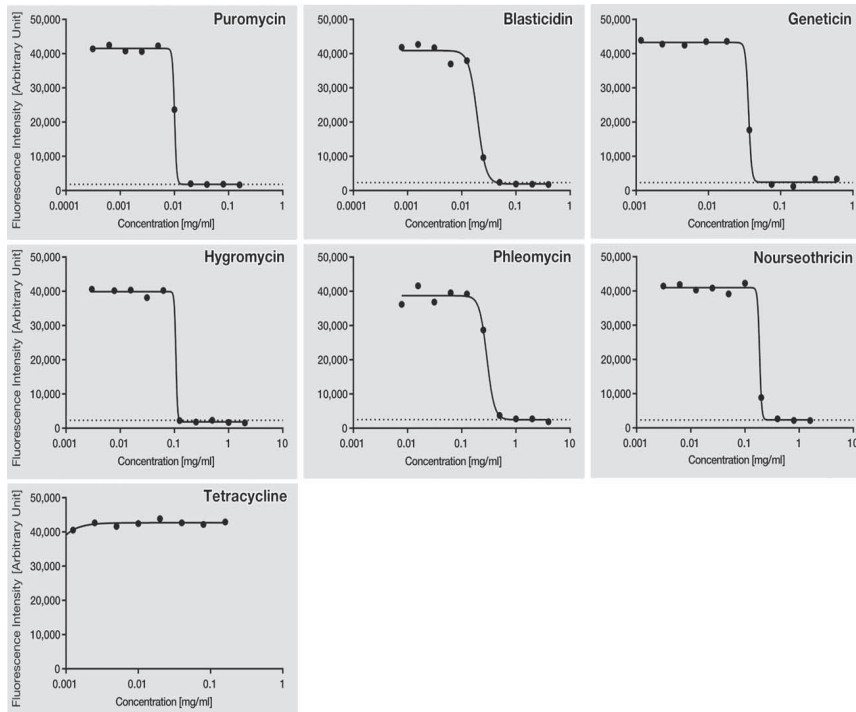 Puromycin
Fluorescence Intensity [Arbitrary Unit]
50,000
40,000
30,000
20,000
10,000
0
0.0001 0.001 0.01 0.1 1
Concentration [mg/ml]
Blasticidin
50,000
40,000
30,000
20,000
10,000
0
0.0001 0.001 0.01 0.1 1
Concentration [mg/ml]
Geneticin
50,000
40,000
30,000
20,000
10,000
0
0.001 0.01 0.1 1
Concentration [mg/ml]
Hygromycin
Fluorescence Intensity [Arbitrary Unit]
50,000
40,000
30,000
20,000
10,000
0
0.001 0.01 0.1 1 10
Concentration [mg/ml]
Phleomycin
50,000
40,000
30,000
20,000
10,000
0
0.001 0.01 0.1 1 10
Concentration [mg/ml]
Nourseothricin
50,000
40,000
30,000
20,000
10,000
0
0.001 0.01 0.1 1 10
Concentration [mg/ml]
Tetracycline
Fluorescence Intensity [Arbitrary Unit]
50,000
40,000
30,000
20,000
10,000
0
0.001 0.01 0.1 1
Concentration [mg/ml]